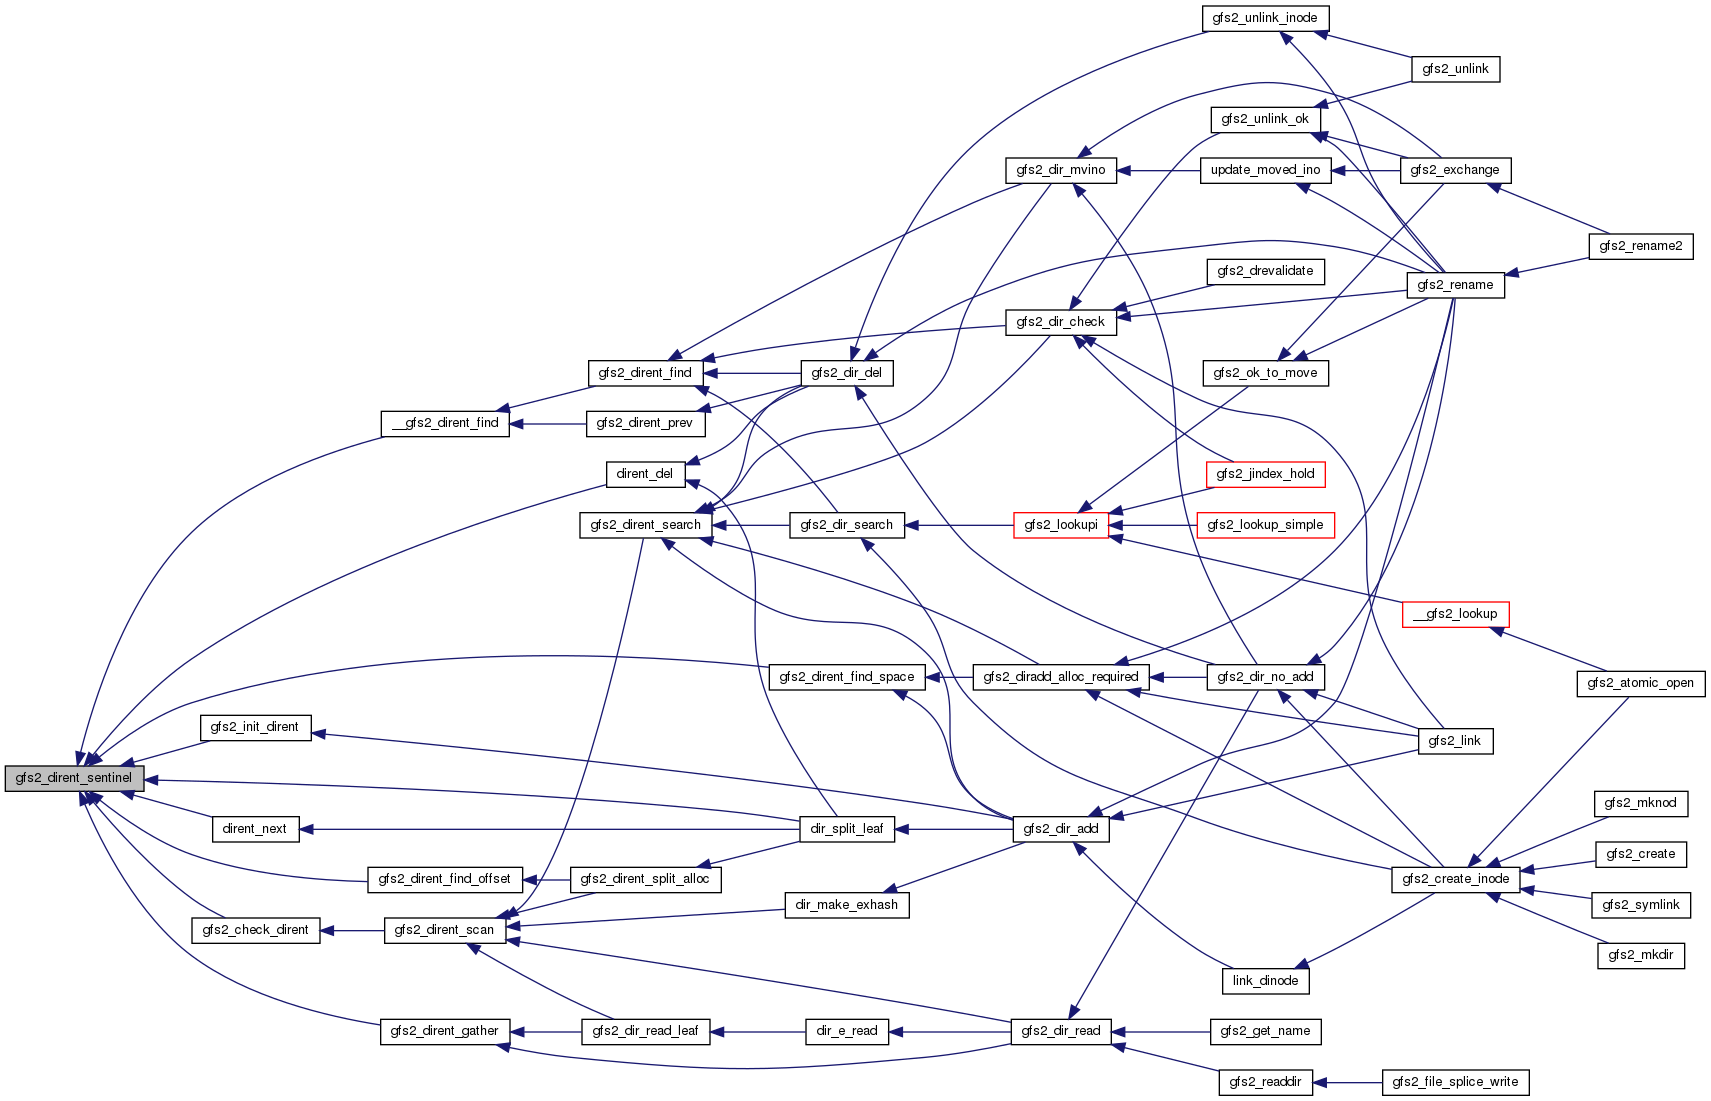 gfs2_unlink_inode
gfs2_unlink
gfs2_unlink_ok
gfs2_dir_mvino
update_moved_ino
gfs2_exchange
gfs2_rename2
gfs2_drevalidate
gfs2_rename
gfs2_dir_check
gfs2_dirent_find
gfs2_dir_del
gfs2_ok_to_move
__gfs2_dirent_find
gfs2_dirent_prev
dirent_del
gfs2_jindex_hold
gfs2_dirent_search
gfs2_dir_search
gfs2_lookupi
gfs2_lookup_simple
__gfs2_lookup
gfs2_dirent_find_space
gfs2_diradd_alloc_required
gfs2_dir_no_add
gfs2_atomic_open
gfs2_init_dirent
gfs2_link
gfs2_dirent_sentinel
gfs2_mknod
dirent_next
dir_split_leaf
gfs2_dir_add
gfs2_create
gfs2_dirent_find_offset
gfs2_dirent_split_alloc
gfs2_create_inode
dir_make_exhash
gfs2_symlink
gfs2_check_dirent
gfs2_dirent_scan
gfs2_mkdir
link_dinode
gfs2_dirent_gather
gfs2_dir_read_leaf
dir_e_read
gfs2_dir_read
gfs2_get_name
gfs2_readdir
gfs2_file_splice_write